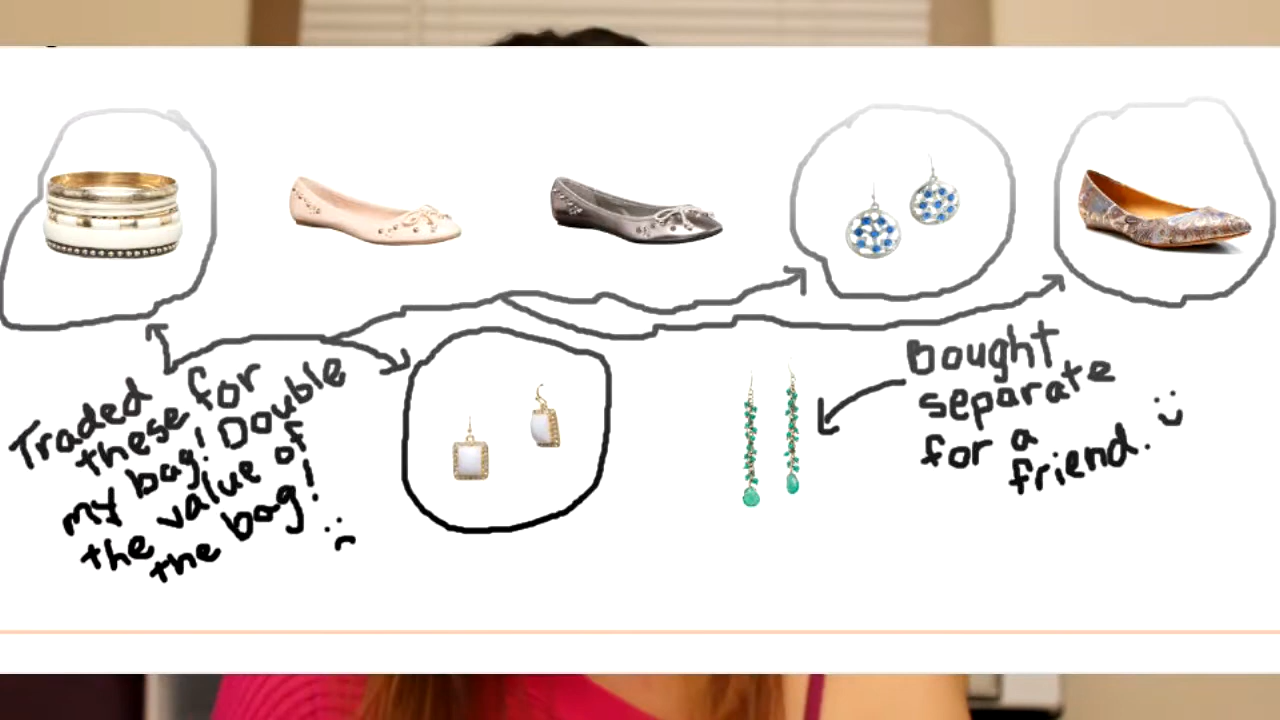 Traded
these for
my bag! Double
the value of
the bag!
:(
Bought
separate
for a
friend. :)